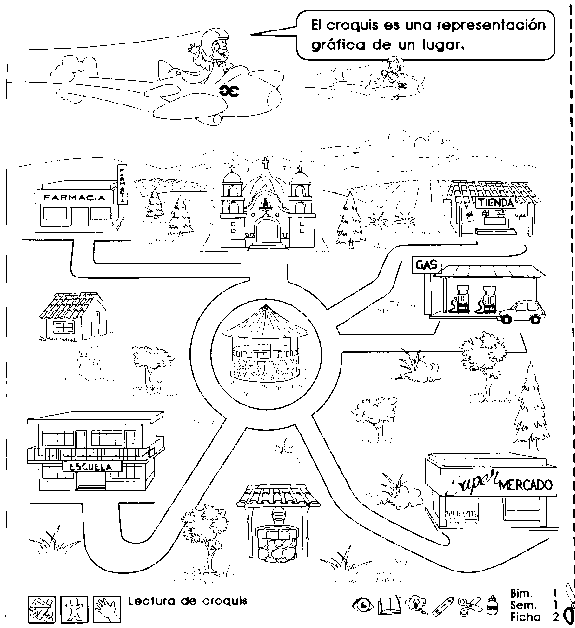 El croquis es una representación
gráfica de un lugar.
FARMACIA
TIENDA
GAS
ESCUELA
super MERCADO
Lectura de croquis
Bim. 1
Sem. 1
Ficha 2